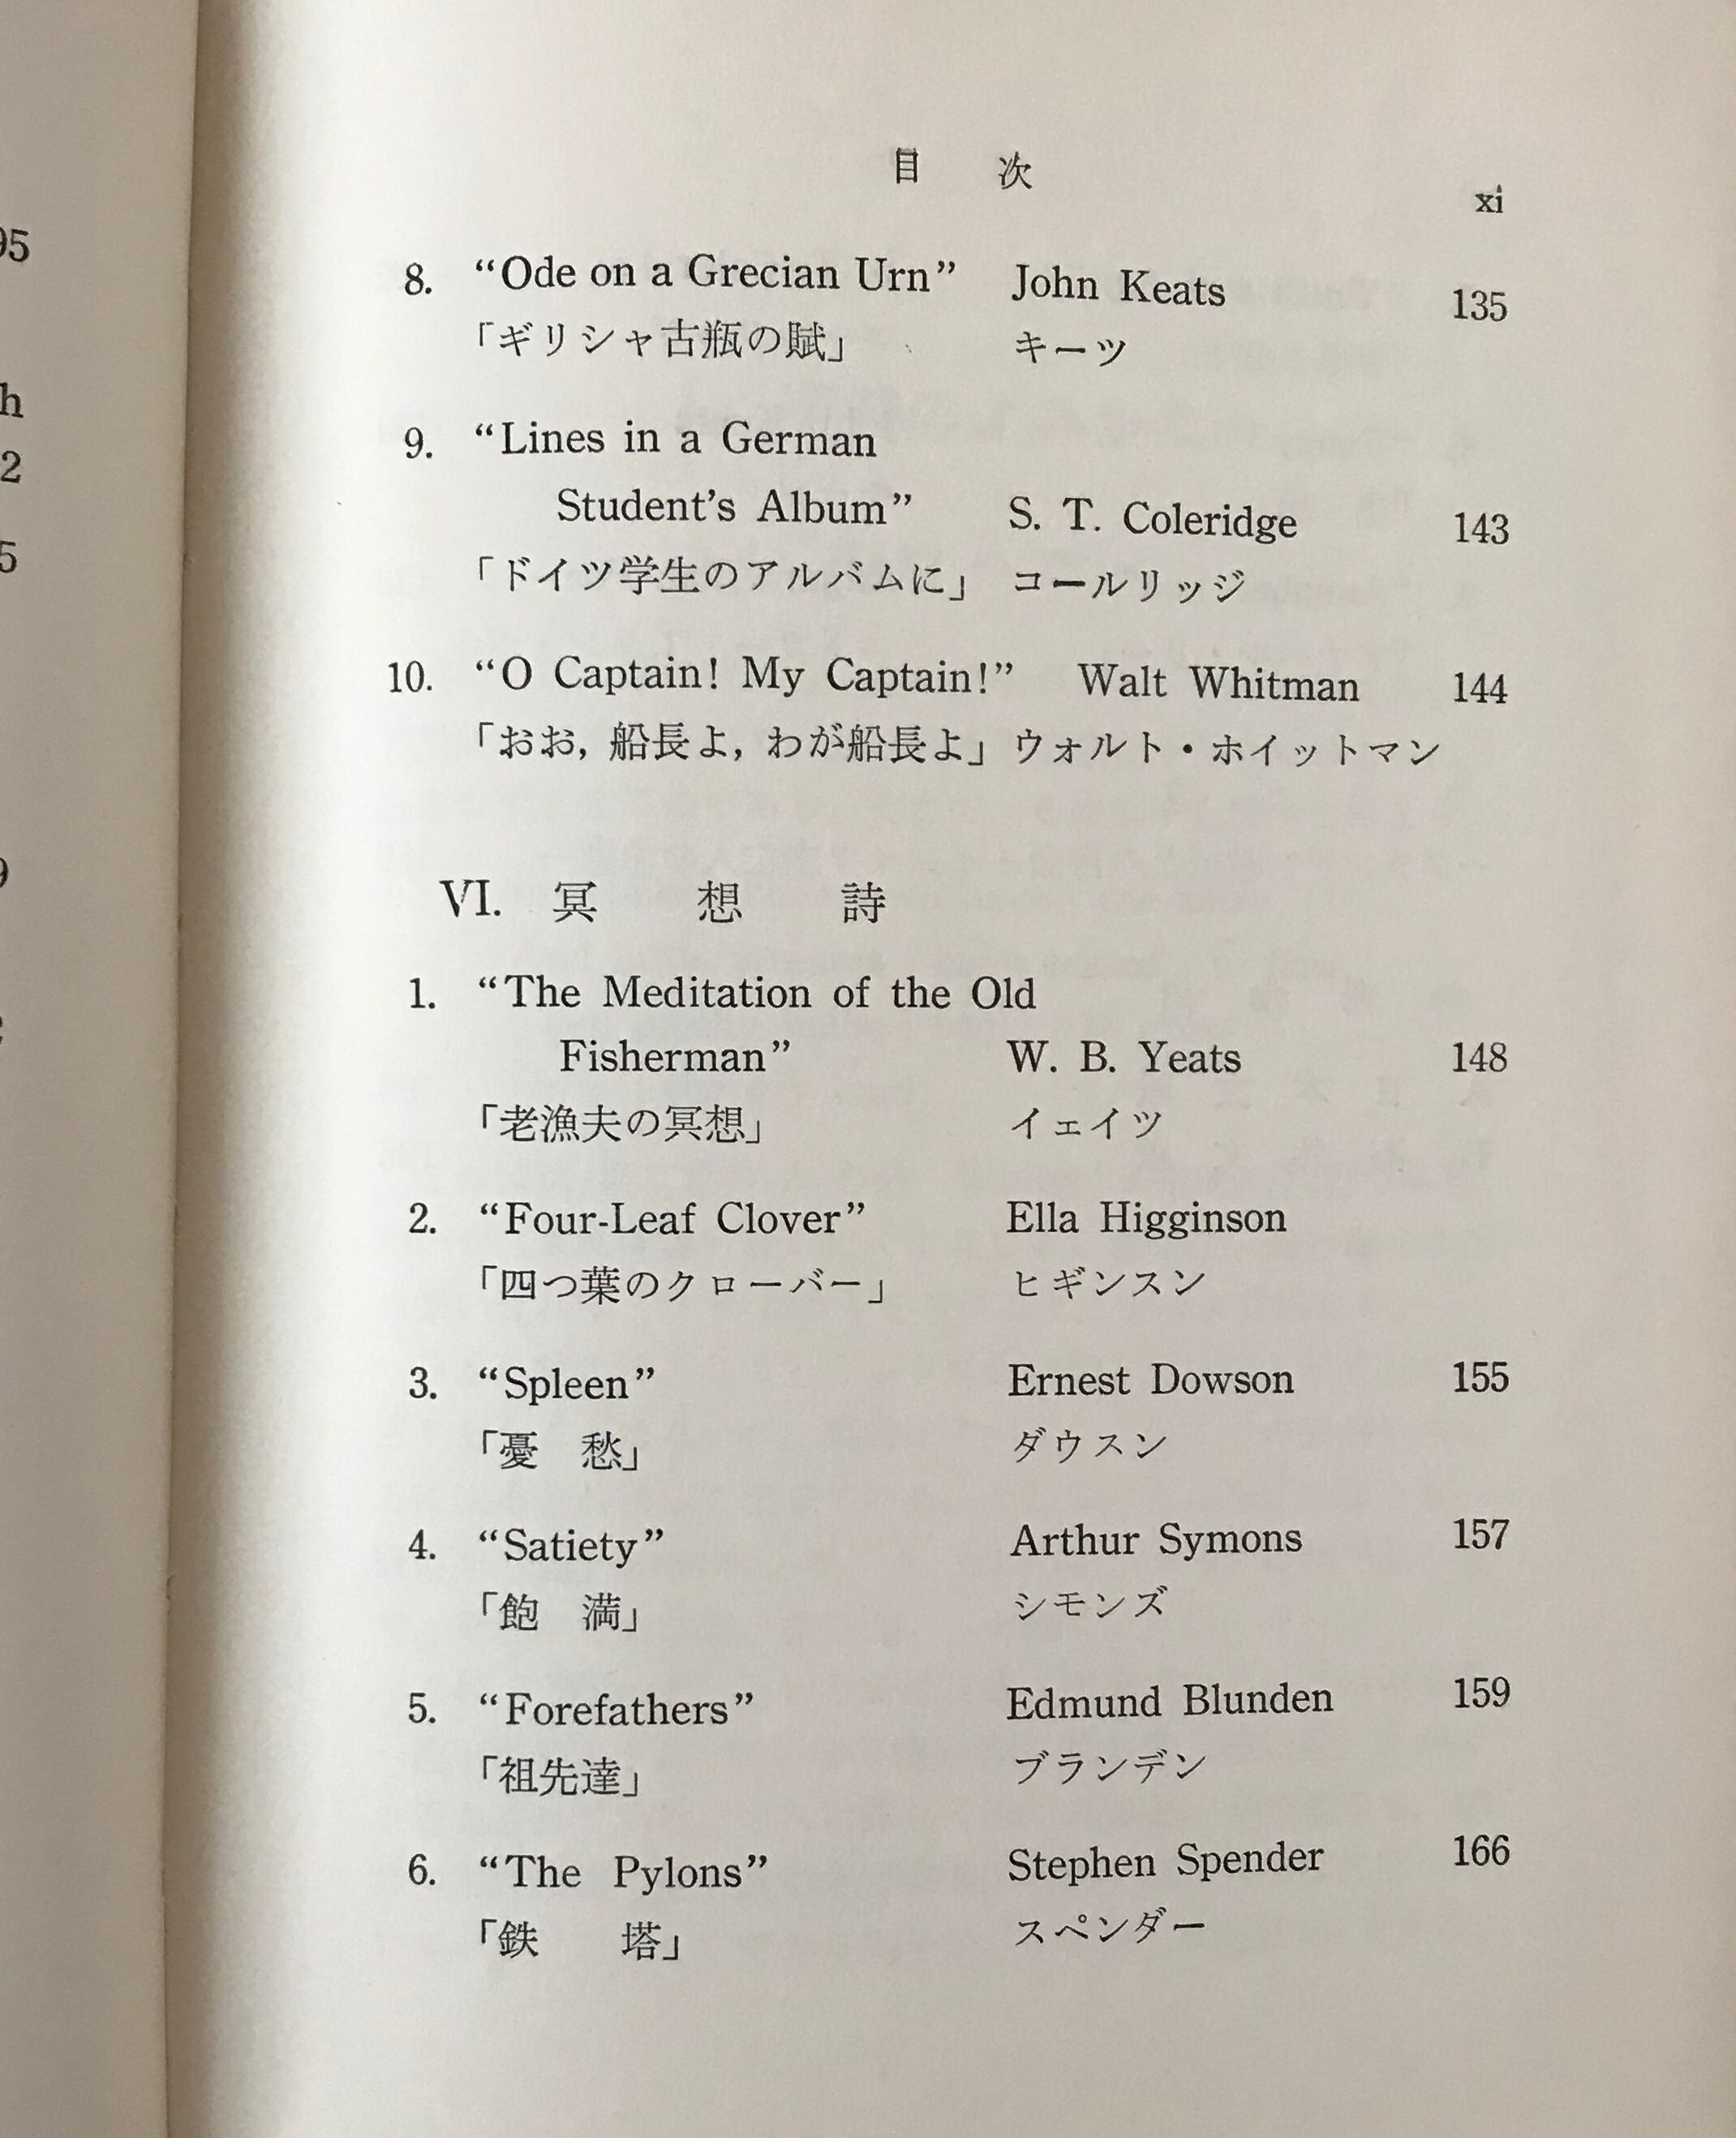 目 次
xi
8. “Ode on a Grecian Urn” John Keats 135
「ギリシャ古瓶の賦」 キーツ
9. “Lines in a German
Student’s Album” S. T. Coleridge 143
「ドイツ学生のアルバムに」 コールリッジ
10. “O Captain! My Captain!” Walt Whitman 144
「おお, 船長よ, わが船長よ」 ウォルト・ホイットマン
VI. 冥 想 詩
1. “The Meditation of the Old
Fisherman” W. B. Yeats 148
「老漁夫の冥想」 イェイツ
2. “Four-Leaf Clover” Ella Higginson
「四つ葉のクローバー」 ヒギンスン
3. “Spleen” Ernest Dowson 155
「憂 愁」 ダウスン
4. “Satiety” Arthur Symons 157
「飽 満」 シモンズ
5. “Forefathers” Edmund Blunden 159
「祖先達」 ブランデン
6. “The Pylons” Stephen Spender 166
「鉄 塔」 スペンダー